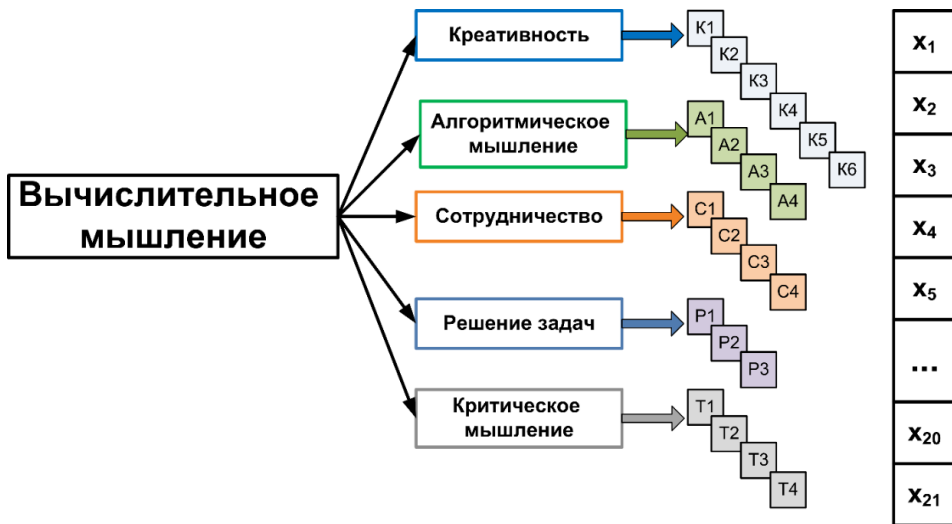 Вычислительное
мышление
Креативность
К1
К2
К3
К4
К5
К6
Алгоритмическое
мышление
А1
А2
А3
А4
Сотрудничество
С1
С2
С3
С4
Решение задач
Р1
Р2
Р3
Критическое
мышление
Т1
Т2
Т3
Т4
x₁
x₂
x₃
x₄
x₅
...
x₂₀
x₂₁